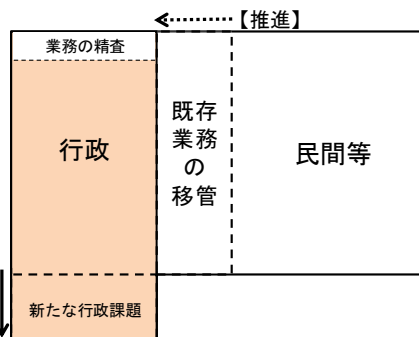 【推進】
業務の精査
行政
既存
業務
の
移管
民間等
新たな行政課題